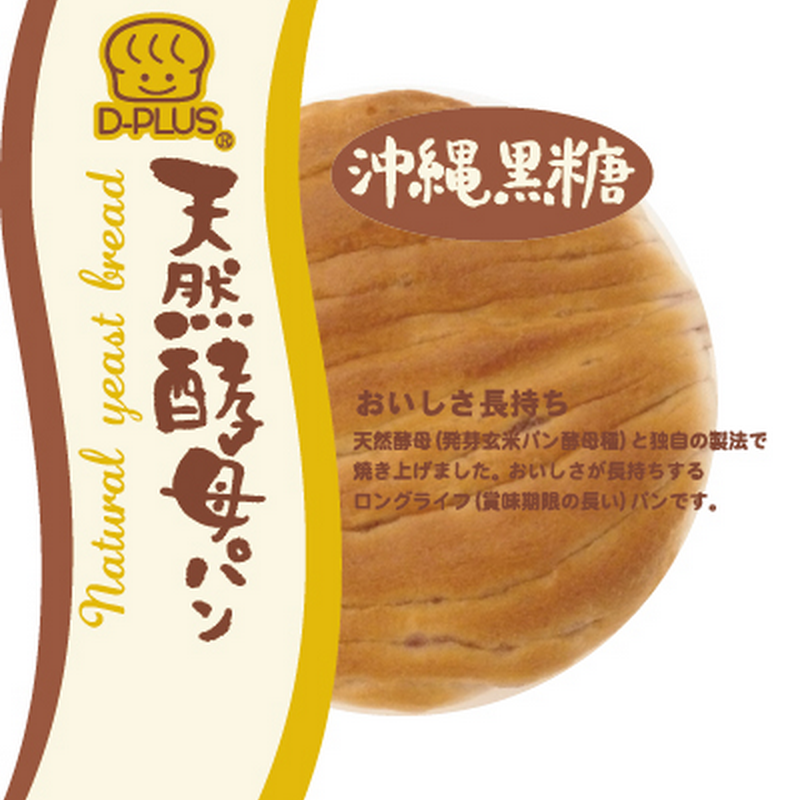 D-PLUS®
Natural yeast bread
天然酵母パン
沖縄黒糖
おいしさ長持ち
天然酵母(発芽玄米パン酵母種)と独自の製法で
焼き上げました。おいしさが長持ちする
ロングライフ(賞味期限の長い)パンです。